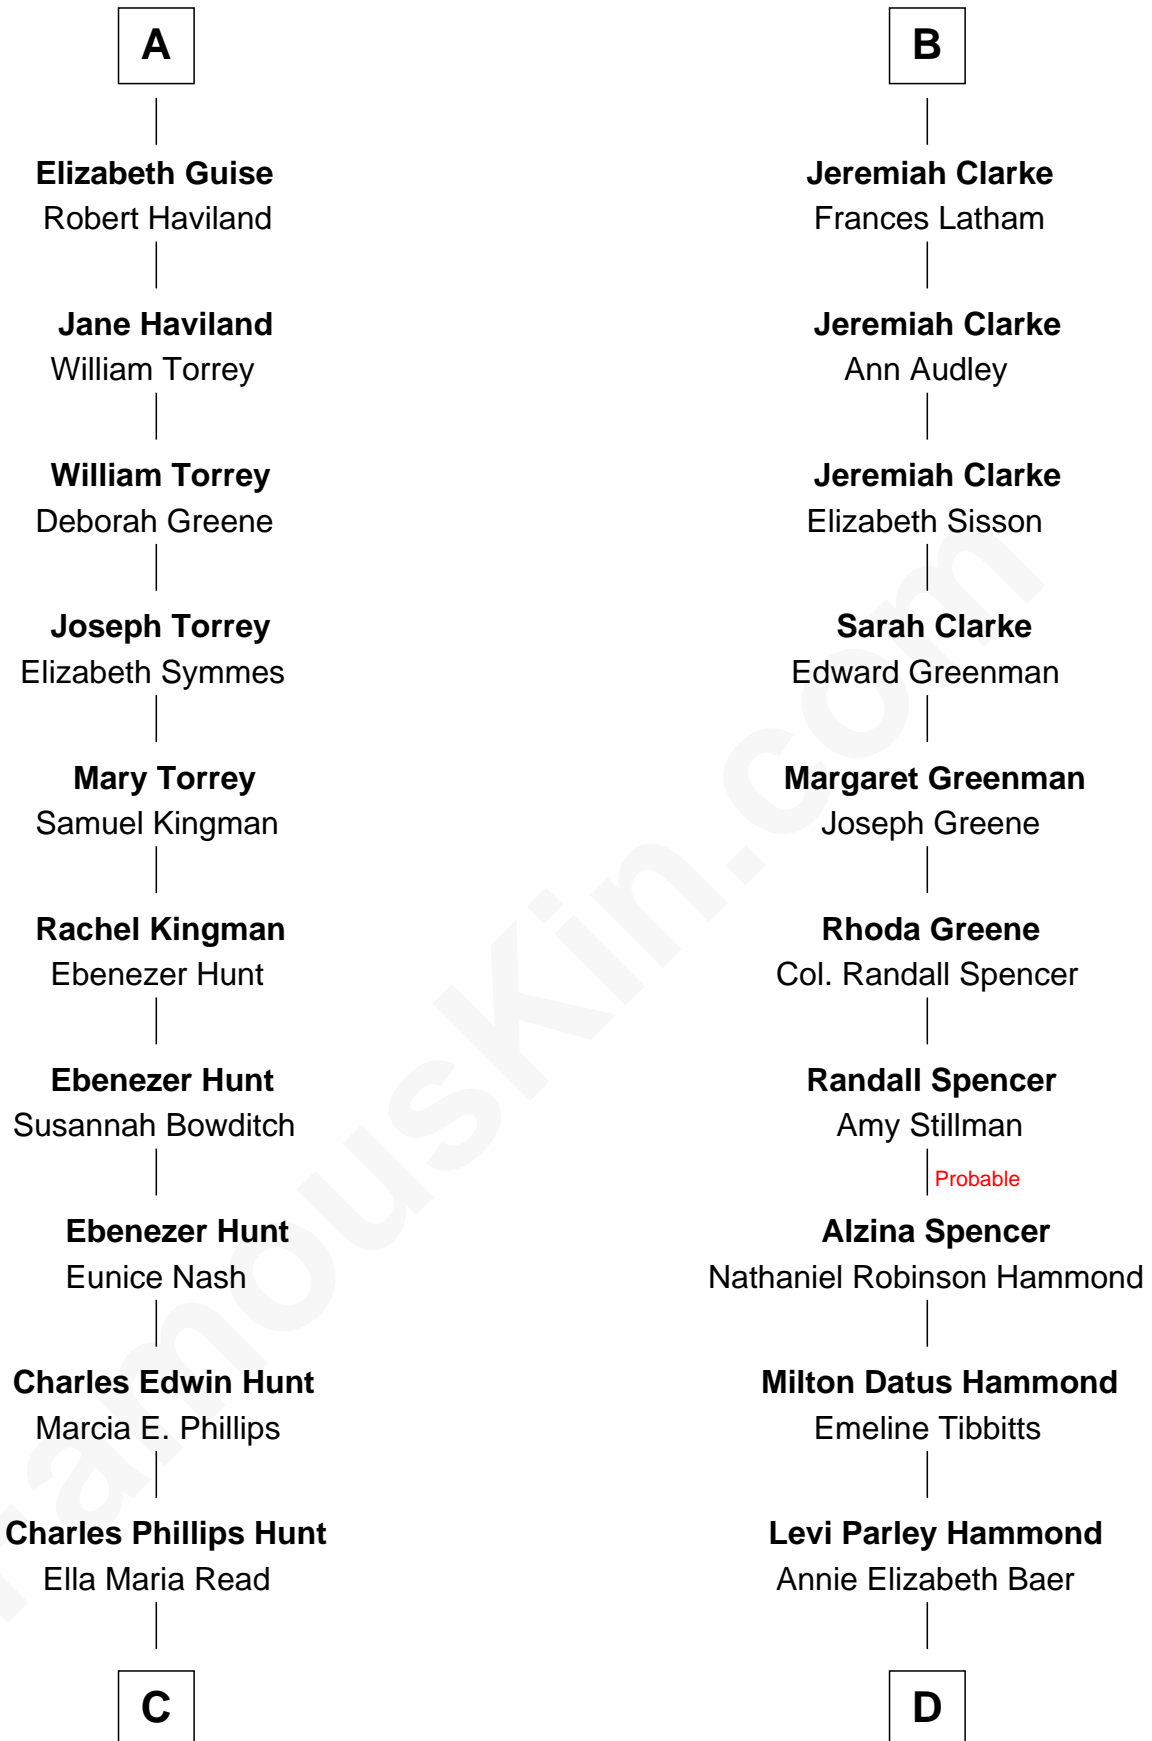 A
Elizabeth Guise
Robert Haviland
Jane Haviland
William Torrey
William Torrey
Deborah Greene
Joseph Torrey
Elizabeth Symmes
Mary Torrey
Samuel Kingman
Rachel Kingman
Ebenezer Hunt
Ebenezer Hunt
Susannah Bowditch
Ebenezer Hunt
Eunice Nash
Charles Edwin Hunt
Marcia E. Phillips
Charles Phillips Hunt
Ella Maria Read
C
B
Jeremiah Clarke
Frances Latham
Jeremiah Clarke
Ann Audley
Jeremiah Clarke
Elizabeth Sisson
Sarah Clarke
Edward Greenman
Margaret Greenman
Joseph Greene
Rhoda Greene
Col. Randall Spencer
Randall Spencer
Amy Stillman
Probable
Alzina Spencer
Nathaniel Robinson Hammond
Milton Datus Hammond
Emeline Tibbitts
Levi Parley Hammond
Annie Elizabeth Baer
D
FamousKin.com